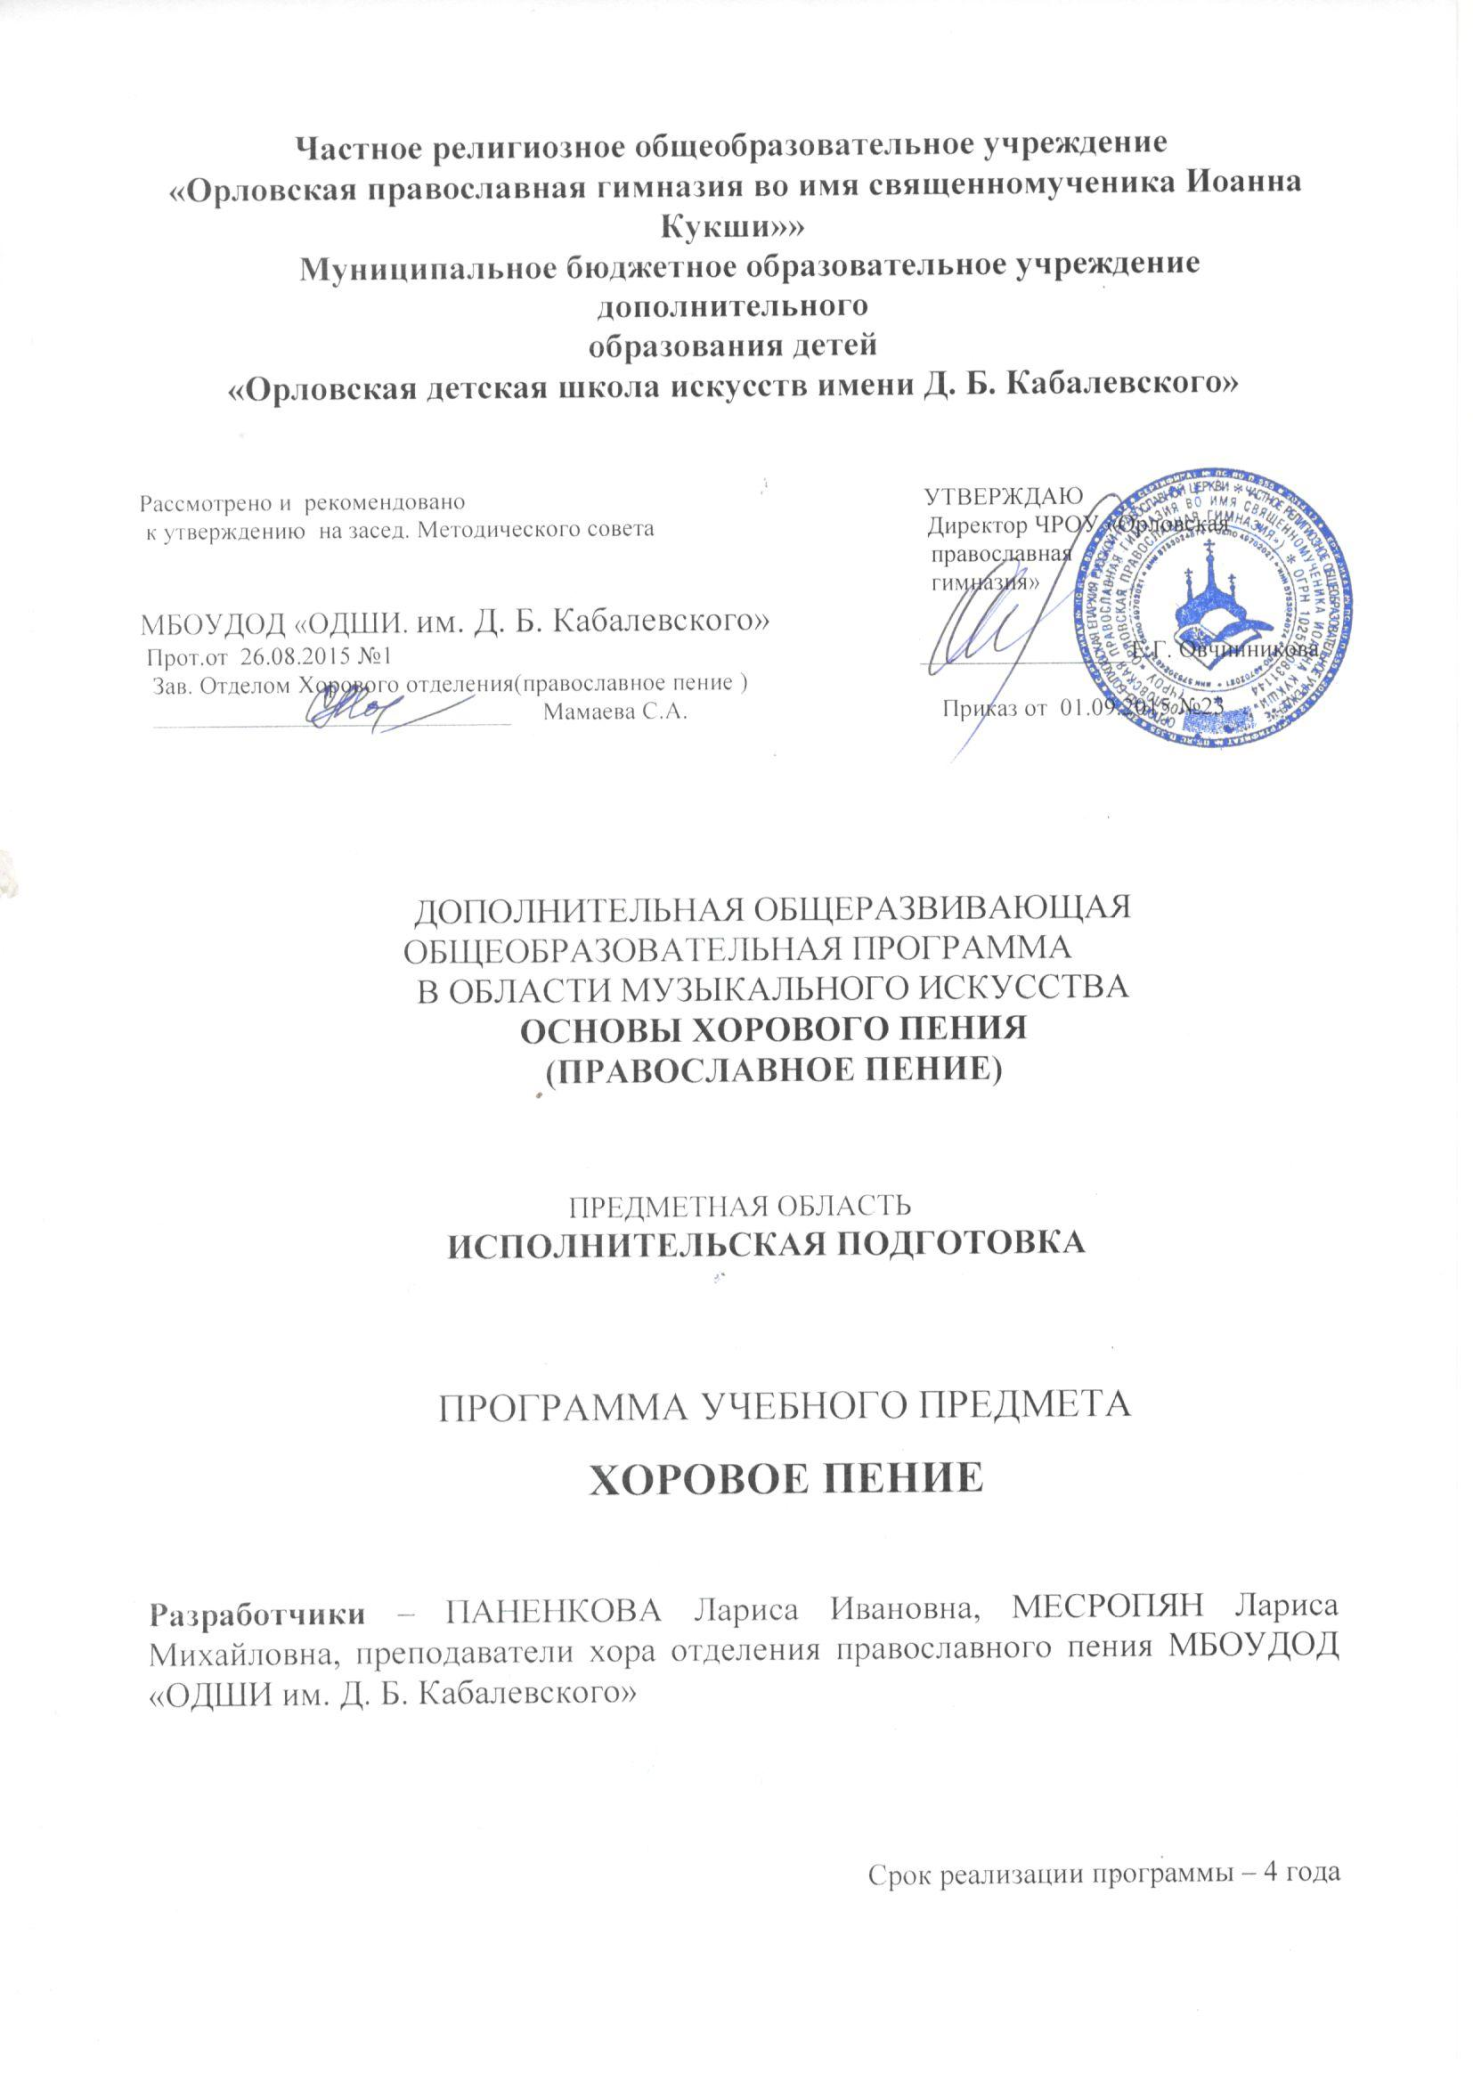 Частное религиозное общеобразовательное учреждение
«Орловская православная гимназия во имя священномученика Иоанна
Кукши»»
Муниципальное бюджетное образовательное учреждение
дополнительного
образования детей
«Орловская детская школа искусств имени Д. Б. Кабалевского»
Рассмотрено и рекомендовано
к утверждению на засед. Методического совета
МБОУДОД «ОДШИ. им. Д. Б. Кабалевского»
Прот.от 26.08.2015 №1
Зав. Отделом Хорового отделения(православное пение )
Мамаева С.А.
УТВЕРЖДАЮ
Директор ЧРОУ «Орловская
православная
гимназия»
Е.Г. Овчинникова
Приказ от 01.09.2015 №23
ДОПОЛНИТЕЛЬНАЯ ОБЩЕРАЗВИВАЮЩАЯ
ОБЩЕОБРАЗОВАТЕЛЬНАЯ ПРОГРАММА
В ОБЛАСТИ МУЗЫКАЛЬНОГО ИСКУССТВА
ОСНОВЫ ХОРОВОГО ПЕНИЯ
(ПРАВОСЛАВНОЕ ПЕНИЕ)
ПРЕДМЕТНАЯ ОБЛАСТЬ
ИСПОЛНИТЕЛЬСКАЯ ПОДГОТОВКА
ПРОГРАММА УЧЕБНОГО ПРЕДМЕТА
ХОРОВОЕ ПЕНИЕ
Разработчики – ПАНЕНКОВА Лариса Ивановна, МЕСРОПЯН Лариса
Михайловна, преподаватели хора отделения православного пения МБОУДОД
«ОДШИ им. Д. Б. Кабалевского»
Срок реализации программы – 4 года